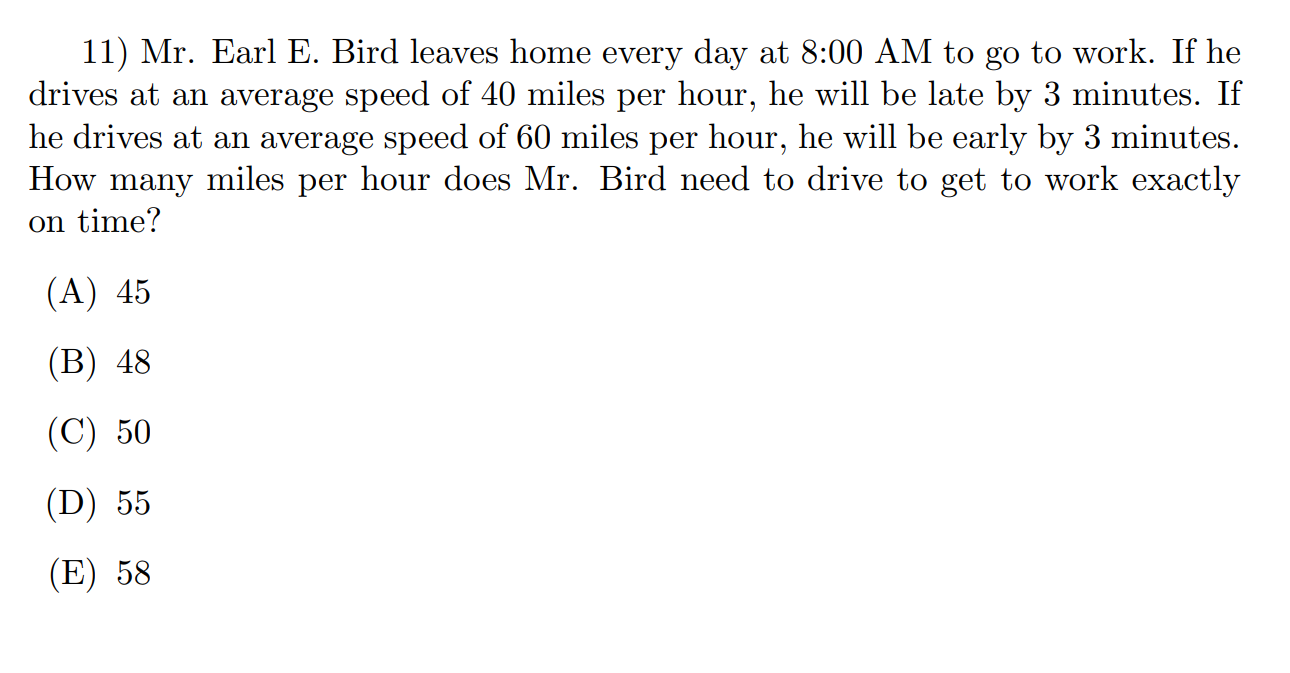 11) Mr. Earl E. Bird leaves home every day at 8:00 AM to go to work. If he
drives at an average speed of 40 miles per hour, he will be late by 3 minutes. If
he drives at an average speed of 60 miles per hour, he will be early by 3 minutes.
How many miles per hour does Mr. Bird need to drive to get to work exactly
on time?
(A) 45
(B) 48
(C) 50
(D) 55
(E) 58